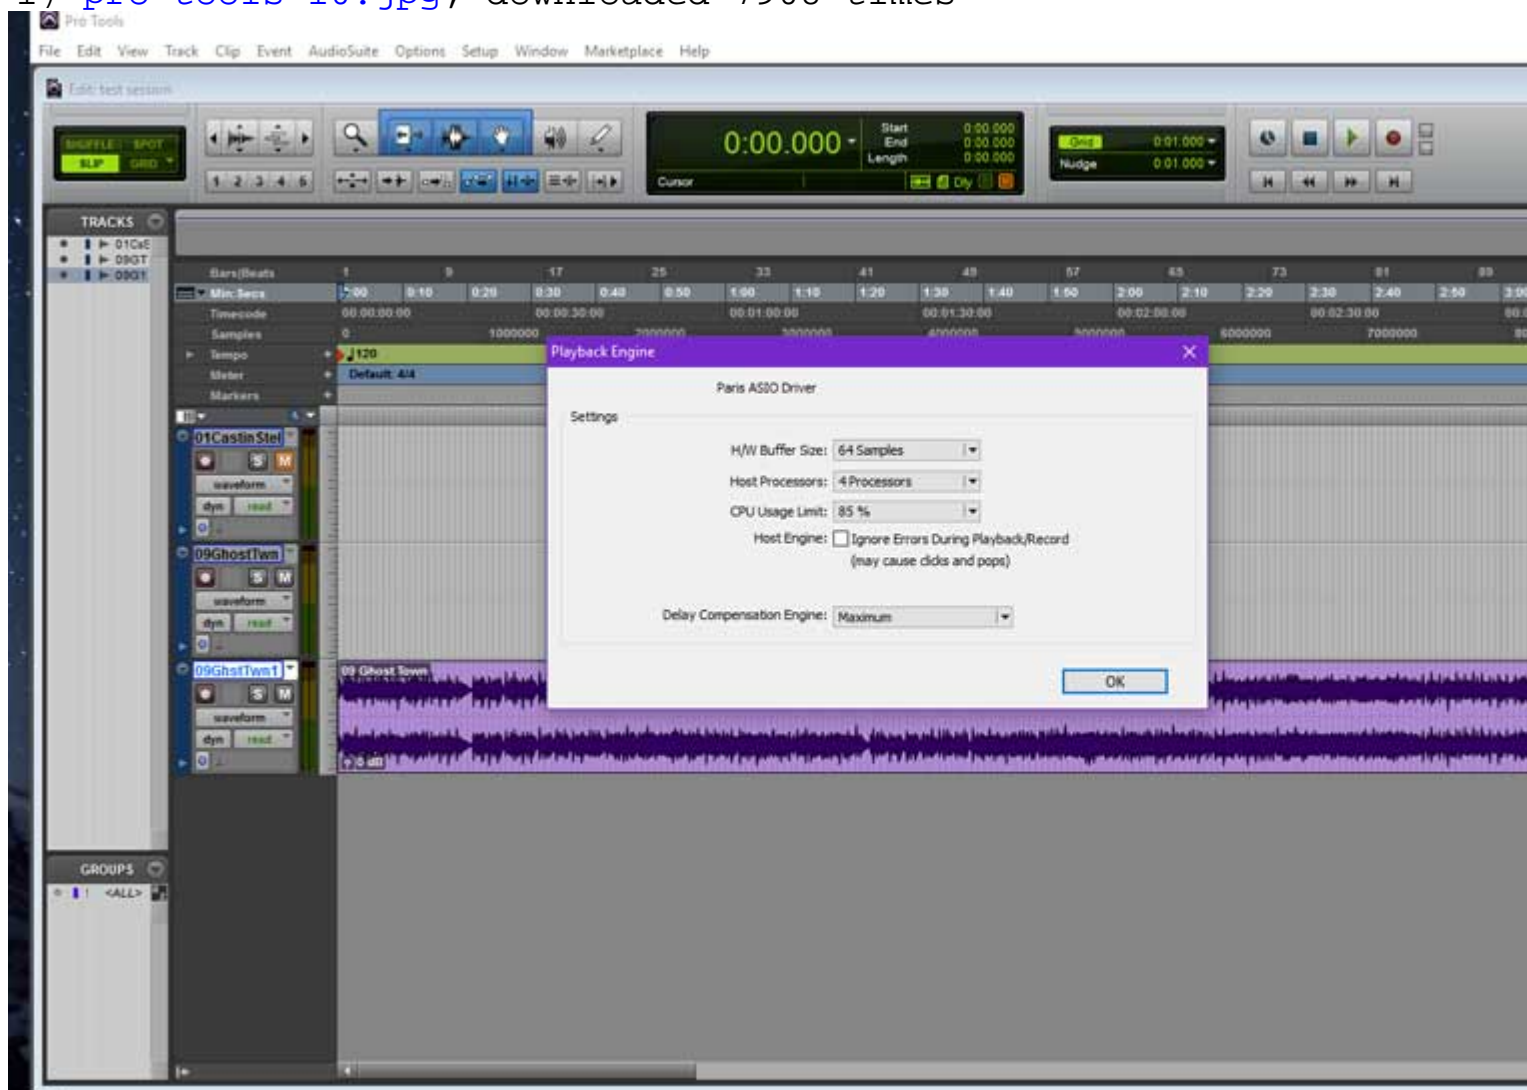 Pro Tools
File Edit View Track Clip Event AudioSuite Options Setup Window Marketplace Help
Edit: test session
SHUFFLE SPOT
SLIP GRID
1 2 3 4 5
0:00.000
Start 0:00.000
End 0:00.000
Length 0:00.000
Cursor
Dly
Grid 0:01.000
Nudge 0:01.000
TRACKS
01CaS
09GT
09GT
Bars|Beats 1 9 17 25 33 41 49 57 65 73 81 89
Min:Secs 0:00 0:10 0:20 0:30 0:40 0:50 1:00 1:10 1:20 1:30 1:40 1:50 2:00 2:10 2:20 2:30 2:40 2:50 3:00
Timecode 00:00:00:00 00:00:30:00 00:01:00:00 00:01:30:00 00:02:00:00 00:02:30:00
Samples 0 1000000 2000000 3000000 4000000 5000000 6000000 7000000
Tempo 120
Meter Default: 4/4
Markers
Playback Engine
Paris ASIO Driver
Settings
H/W Buffer Size: 64 Samples
Host Processors: 4 Processors
CPU Usage Limit: 85 %
Host Engine: Ignore Errors During Playback/Record
(may cause clicks and pops)
Delay Compensation Engine: Maximum
OK
01CastinStel
S M
waveform
dyn read
09GhostTwn
S M
waveform
dyn read
09GhstTwn1
S M
waveform
dyn read
09 Ghost Town
0 dB
GROUPS
! <ALL>